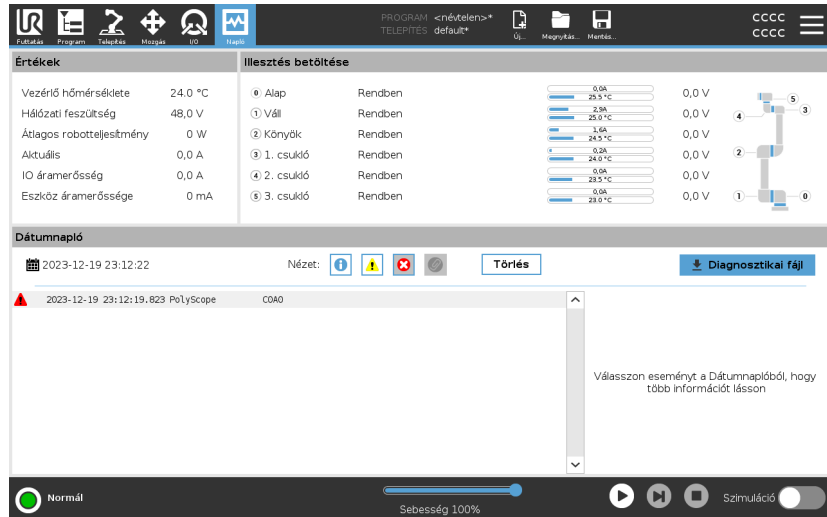 PROGRAM <névtelen>*
TELEPÍTÉS default*
CCCC
CCCC
Futtatás Program Telepítés Mozgás I/O Napló Új... Megnyitás... Mentés...
Értékek
Vezérlő hőmérséklete 24.0 °C
Hálózati feszültség 48,0 V
Átlagos robotteljesítmény 0 W
Aktuális 0,0 A
IO áramerősség 0,0 A
Eszköz áramerőssége 0 mA
Illesztés betöltése
0 Alap Rendben 0,0A 25.5 °C 0,0 V
1 Váll Rendben 2,9A 25.0 °C 0,0 V
2 Könyök Rendben 1,6A 24.5 °C 0,0 V
3 1. csukló Rendben 0,2A 24.0 °C 0,0 V
4 2. csukló Rendben 0,0A 23.5 °C 0,0 V
5 3. csukló Rendben 0,0A 23.0 °C 0,0 V
5
3
4
2
1 0
Dátumnapló
2023-12-19 23:12:22 Nézet: Törlés Diagnosztikai fájl
2023-12-19 23:12:19.823 PolyScope C0A0
Válasszon eseményt a Dátumnaplóból, hogy
több információt lásson
Normál
Sebesség 100%
Szimuláció